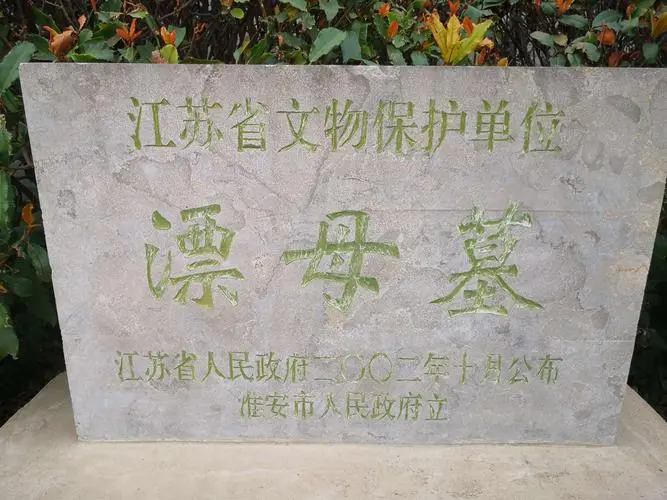 江苏省文物保护单位
漂母墓
江苏省人民政府二〇〇二年十月公布
淮安市人民政府立